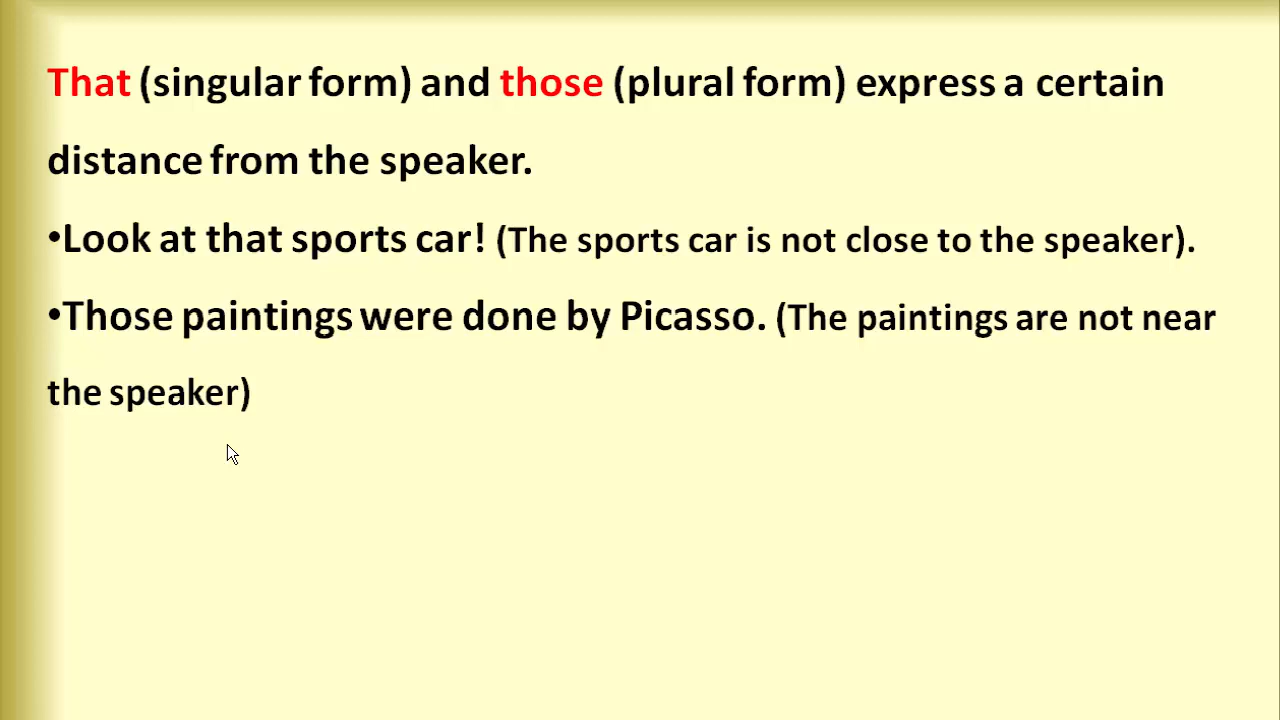 That (singular form) and those (plural form) express a certain
distance from the speaker.
•Look at that sports car! (The sports car is not close to the speaker).
•Those paintings were done by Picasso. (The paintings are not near
the speaker)